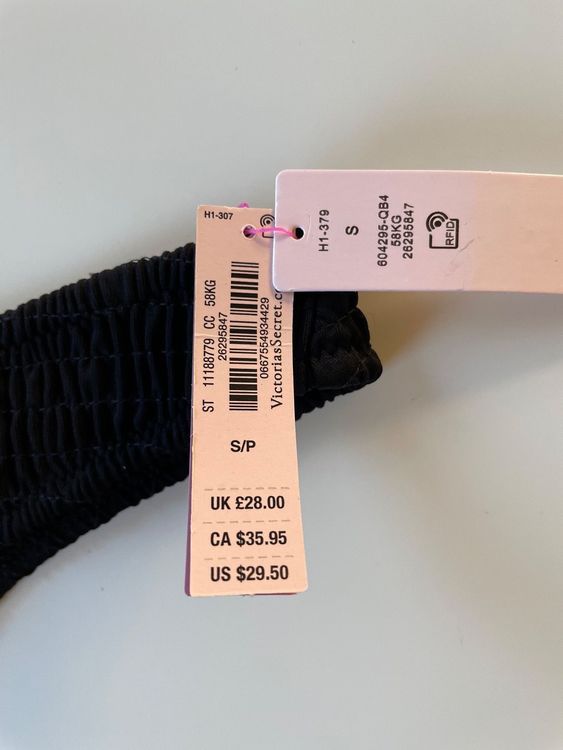 H1-307
ST 11188779 CC 58KG
26295847
0667554934429
VictoriasSecret.c
S/P
UK £28.00
CA $35.95
US $29.50
H1-379
S
604295-QB4
58KG
26295847
RFID